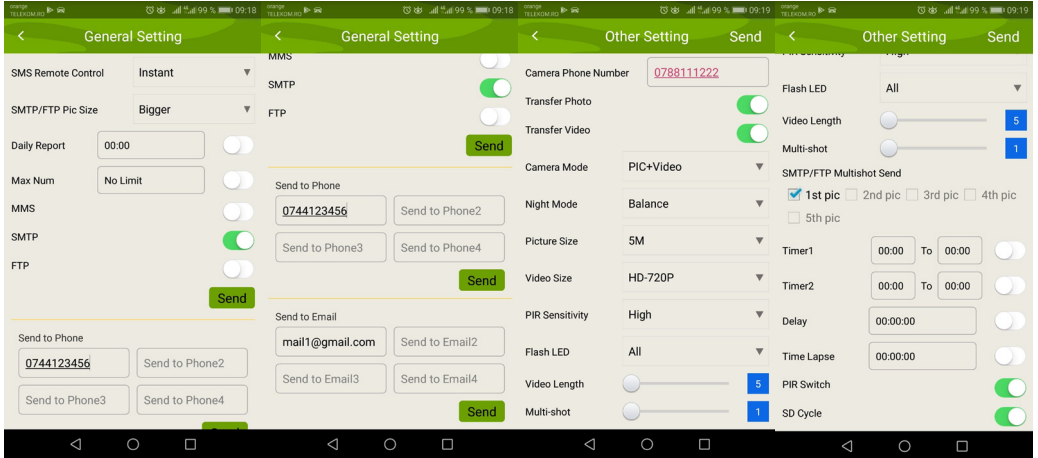 orange
TELEKOM.RO
99 % 09:18
General Setting
SMS Remote Control Instant
SMTP/FTP Pic Size Bigger
Daily Report 00:00
Max Num No Limit
MMS
SMTP
FTP
Send
Send to Phone
0744123456 Send to Phone2
Send to Phone3 Send to Phone4
orange
TELEKOM.RO
99 % 09:18
General Setting
MMS
SMTP
FTP
Send
Send to Phone
0744123456 Send to Phone2
Send to Phone3 Send to Phone4
Send
Send to Email
mail1@gmail.com Send to Email2
Send to Email3 Send to Email4
Send
orange
TELEKOM.RO
99 % 09:19
Other Setting Send
Camera Phone Number 0788111222
Transfer Photo
Transfer Video
Camera Mode PIC+Video
Night Mode Balance
Picture Size 5M
Video Size HD-720P
PIR Sensitivity High
Flash LED All
Video Length 5
Multi-shot 1
orange
TELEKOM.RO
99 % 09:19
Other Setting Send
PIR Sensitivity High
Flash LED All
Video Length 5
Multi-shot 1
SMTP/FTP Multishot Send
1st pic 2nd pic 3rd pic 4th pic
5th pic
Timer1 00:00 To 00:00
Timer2 00:00 To 00:00
Delay 00:00:00
Time Lapse 00:00:00
PIR Switch
SD Cycle